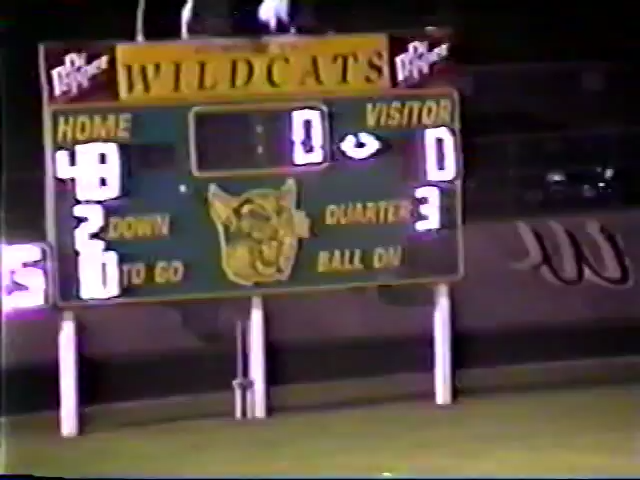 Dr Pepper WILDCATS Dr Pepper
HOME 0 VISITOR
48 0
2 DOWN QUARTER 3
10 TO GO BALL ON